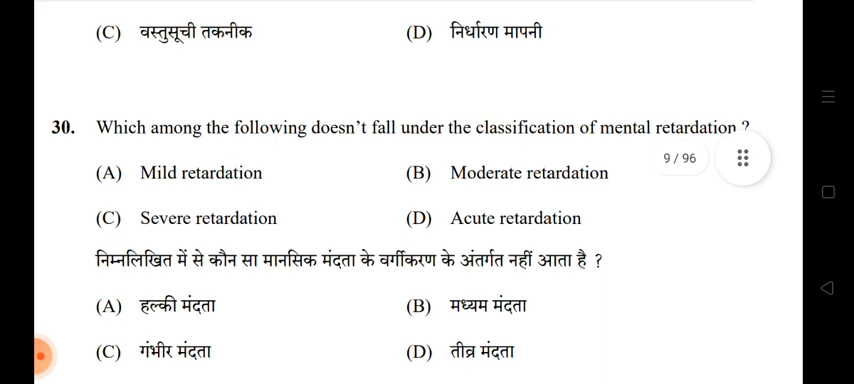 (C) वस्तुसूची तकनीक (D) निर्धारण मापनी
30. Which among the following doesn't fall under the classification of mental retardation ?
9 / 96
(A) Mild retardation (B) Moderate retardation
(C) Severe retardation (D) Acute retardation
निम्नलिखित में से कौन सा मानसिक मंदता के वर्गीकरण के अंतर्गत नहीं आता है ?
(A) हल्की मंदता (B) मध्यम मंदता
(C) गंभीर मंदता (D) तीव्र मंदता